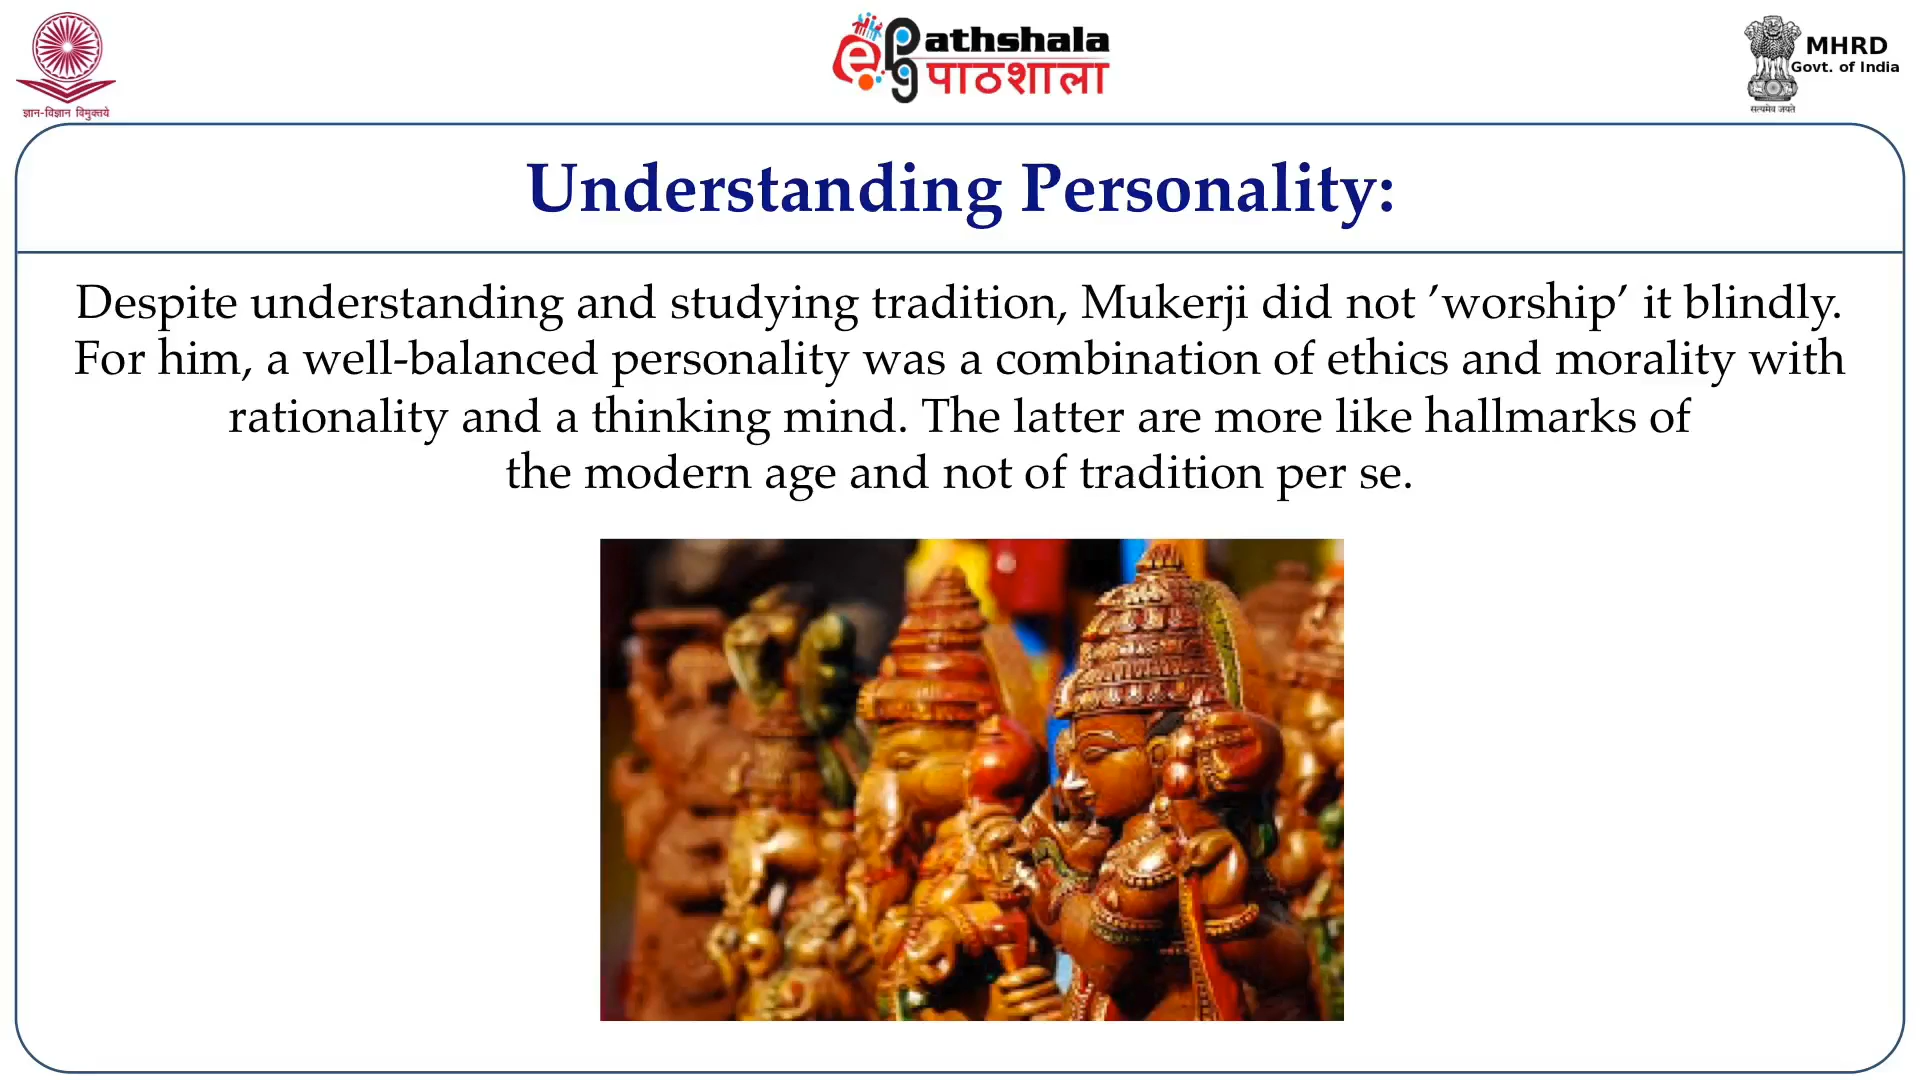 ज्ञान-विज्ञान विमुक्तये
ePathshala
पाठशाला
MHRD
Govt. of India
सत्यमेव जयते
Understanding Personality:
Despite understanding and studying tradition, Mukerji did not ’worship’ it blindly.
For him, a well-balanced personality was a combination of ethics and morality with
rationality and a thinking mind. The latter are more like hallmarks of
the modern age and not of tradition per se.